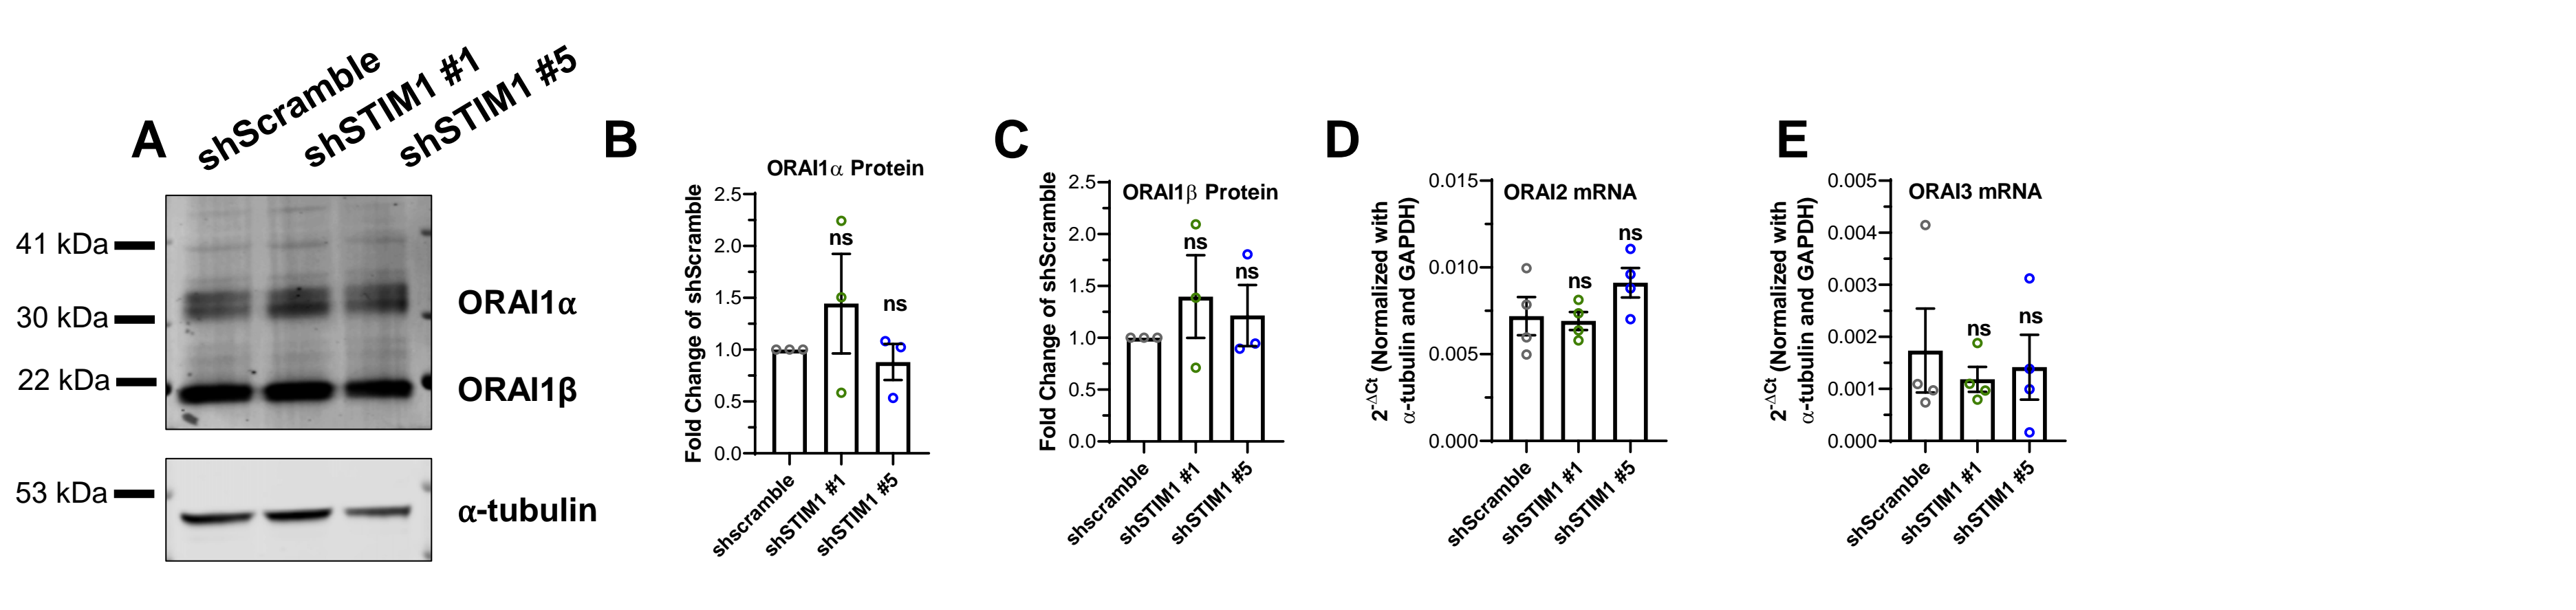 A
shScramble
shSTIM1 #1
shSTIM1 #5
41 kDa
30 kDa
22 kDa
53 kDa
ORAI1α
ORAI1β
α-tubulin
B
ORAI1α Protein
Fold Change of shScramble
2.5
2.0
1.5
1.0
0.5
0.0
ns
ns
shscramble
shSTIM1 #1
shSTIM1 #5
C
ORAI1β Protein
Fold Change of shScramble
2.5
2.0
1.5
1.0
0.5
0.0
ns
ns
shscramble
shSTIM1 #1
shSTIM1 #5
D
ORAI2 mRNA
2-ΔCt (Normalized with
α-tubulin and GAPDH)
0.015
0.010
0.005
0.000
ns
ns
shScramble
shSTIM1 #1
shSTIM1 #5
E
ORAI3 mRNA
2-ΔCt (Normalized with
α-tubulin and GAPDH)
0.005
0.004
0.003
0.002
0.001
0.000
ns
ns
shScramble
shSTIM1 #1
shSTIM1 #5